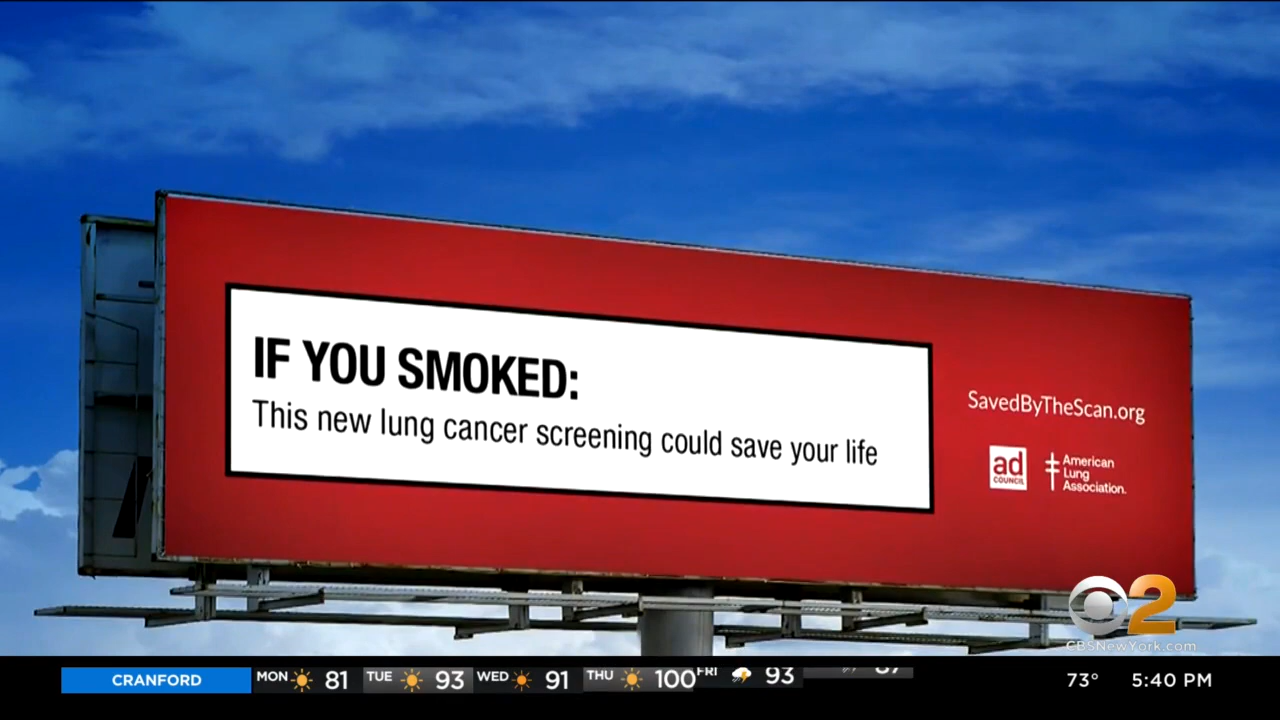 IF YOU SMOKED:
This new lung cancer screening could save your life
SavedByTheScan.org
ad
COUNCIL
American
Lung
Association.
2
CBSNewYork.com
CRANFORD
MON 81 TUE 93 WED 91 THU 100 FRI 93
73° 5:40 PM